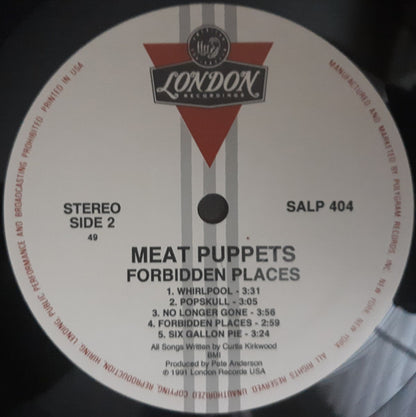 LONDON
RECORDINGS
STEREO
SIDE 2
49
SALP 404
MEAT PUPPETS
FORBIDDEN PLACES
1. WHIRLPOOL - 3:31
2. POPSKULL - 3:05
3. NO LONGER GONE - 3:56
4. FORBIDDEN PLACES - 2:59
5. SIX GALLON PIE - 3:24
All Songs Written by Curtis Kirkwood
BMI
Produced by Pete Anderson
© 1991 London Records USA
MANUFACTURED AND MARKETED BY POLYGRAM RECORDS INC. NEW YORK, NEW YORK. ALL RIGHTS RESERVED. UNAUTHORIZED COPYING, REPRODUCTION, HIRING, LENDING, PUBLIC PERFORMANCE AND BROADCASTING PROHIBITED. PRINTED IN USA